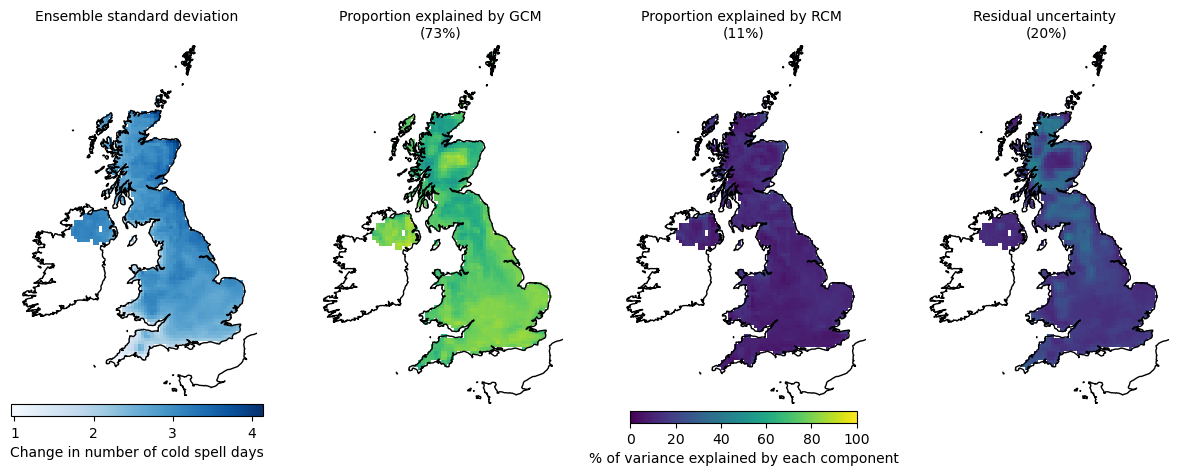 Ensemble standard deviation
Proportion explained by GCM
(73%)
Proportion explained by RCM
(11%)
Residual uncertainty
(20%)
1 2 3 4
Change in number of cold spell days
0 20 40 60 80 100
% of variance explained by each component